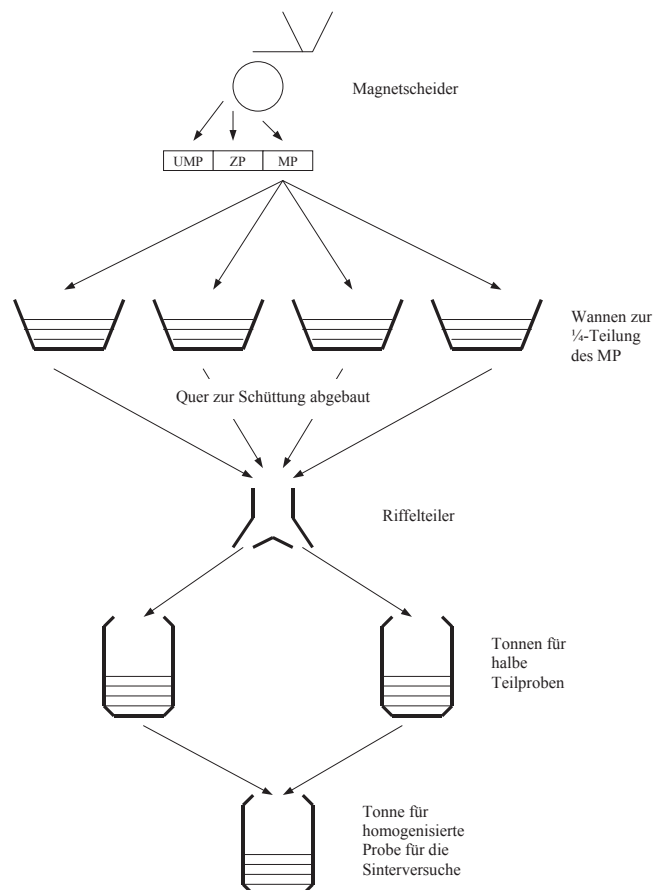 Magnetscheider
UMP ZP MP
Wannen zur
¼-Teilung
des MP
Quer zur Schüttung abgebaut
Riffelteiler
Tonnen für
halbe
Teilproben
Tonne für
homogenisierte
Probe für die
Sinterversuche